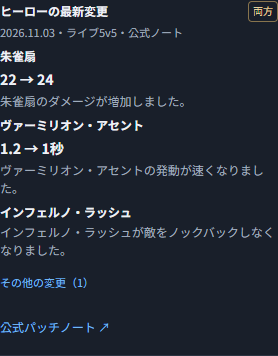 ヒーローの最新変更
両方
2026.11.03・ライブ5v5・公式ノート
朱雀扇
22 → 24
朱雀扇のダメージが増加しました。
ヴァーミリオン・アセント
1.2 → 1秒
ヴァーミリオン・アセントの発動が速くなりまし
た。
インフェルノ・ラッシュ
インフェルノ・ラッシュが敵をノックバックしなく
なりました。
その他の変更（1）
公式パッチノート ↗